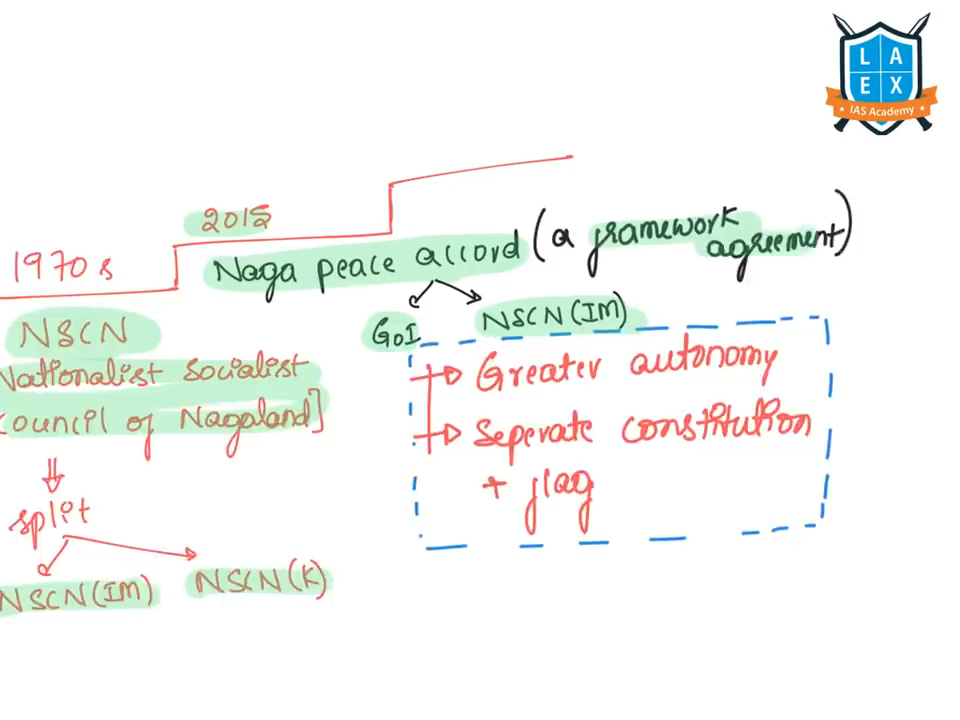 L A
E X
IAS Academy
2015
Naga peace accord (a framework agreement)
1970s
GoI NSCN(IM)
NSCN
Nationalist Socialist
Council of Nagaland]
Greater autonomy
Seperate constitution
+ flag
split
NSCN(IM) NSCN(K)